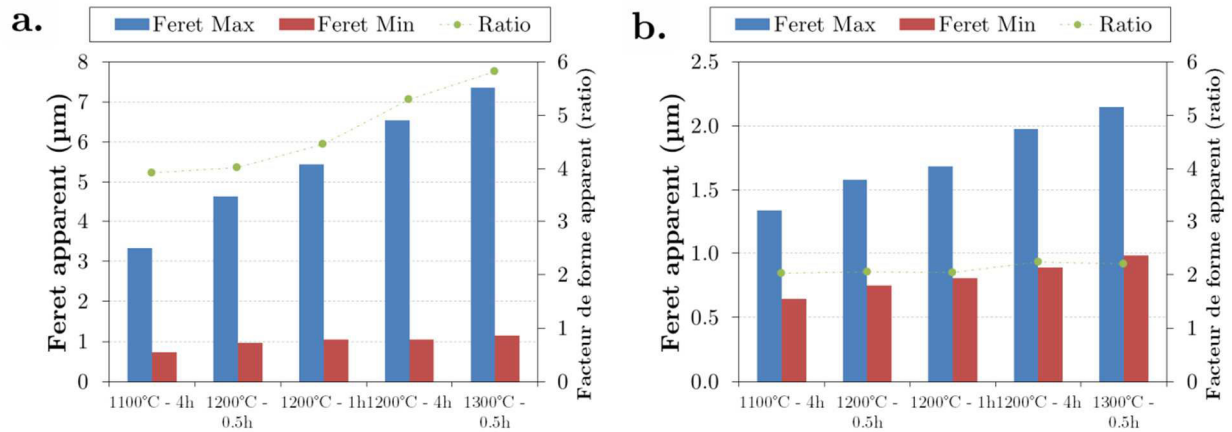 a.
Feret Max Feret Min Ratio
8
7
6
5
4
3
2
1
0
Feret apparent (µm)
6
5
4
3
2
1
0
Facteur de forme apparent (ratio)
1100°C - 4h 1200°C - 1200°C - 1h 1200°C - 4h 1300°C -
0.5h 0.5h
b.
Feret Max Feret Min Ratio
2.5
2.0
1.5
1.0
0.5
0.0
Feret apparent (µm)
6
5
4
3
2
1
0
Facteur de forme apparent (ratio)
1100°C - 4h 1200°C - 1200°C - 1h 1200°C - 4h 1300°C -
0.5h 0.5h